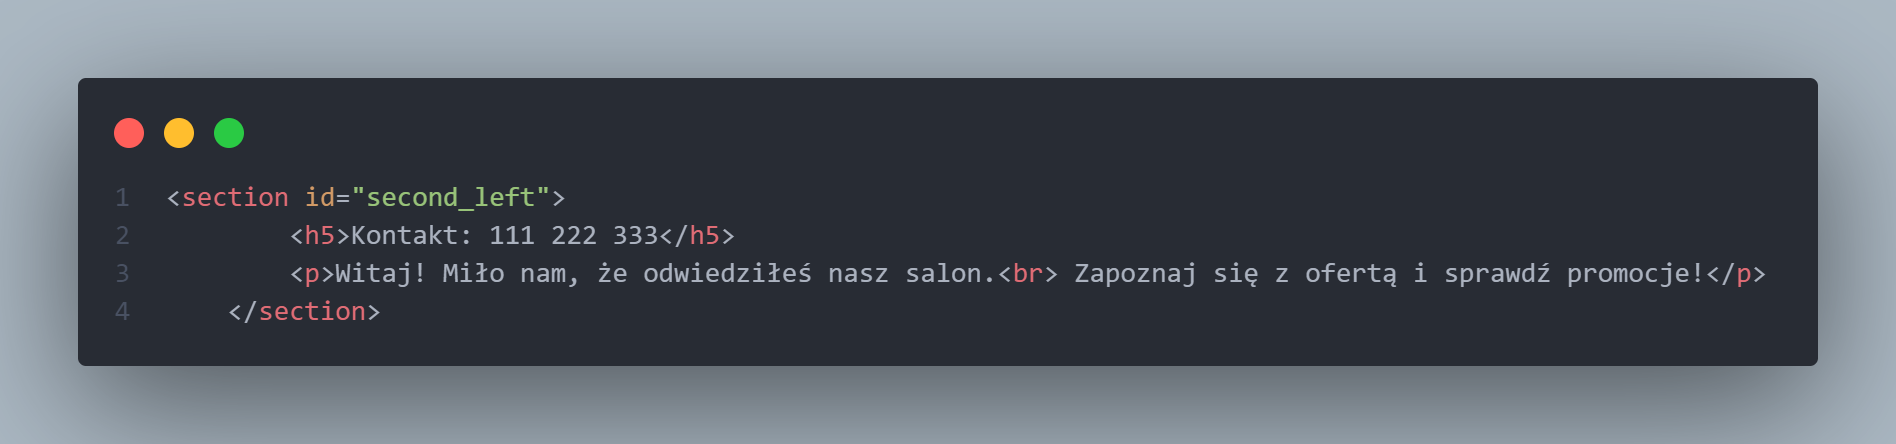 1 <section id="second_left">
2 <h5>Kontakt: 111 222 333</h5>
3 <p>Witaj! Miło nam, że odwiedziłeś nasz salon.<br> Zapoznaj się z ofertą i sprawdź promocje!</p>
4 </section>